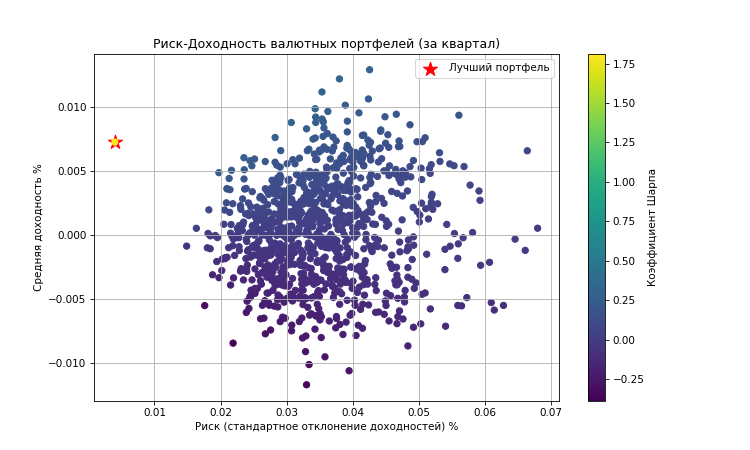 Риск-Доходность валютных портфелей (за квартал)
Лучший портфель
0.010
0.005
0.000
−0.005
−0.010
Средняя доходность %
0.01 0.02 0.03 0.04 0.05 0.06 0.07
Риск (стандартное отклонение доходностей) %
1.75
1.50
1.25
1.00
0.75
0.50
0.25
0.00
−0.25
Коэффициент Шарпа